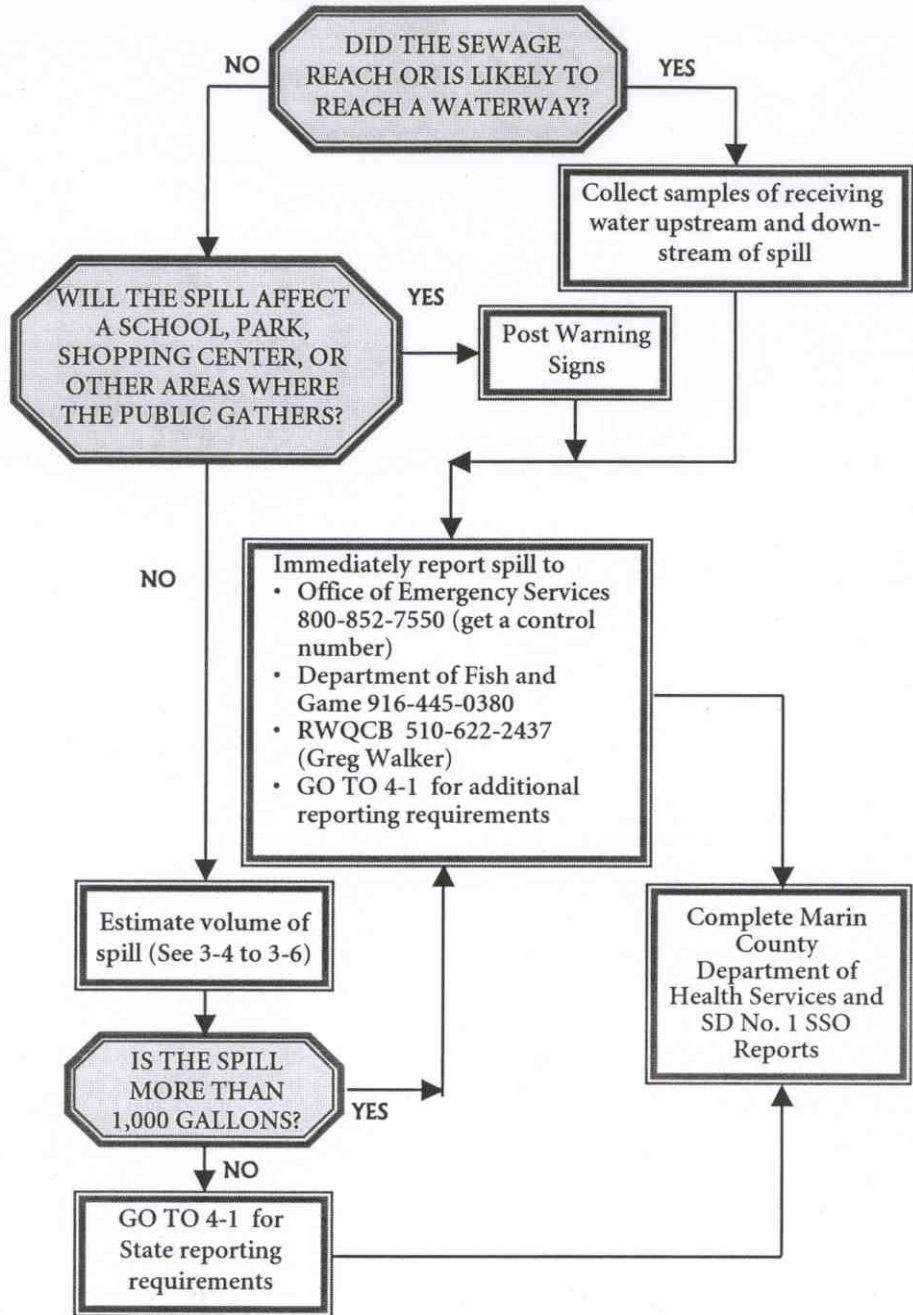 DID THE SEWAGE
REACH OR IS LIKELY TO
REACH A WATERWAY?
NO
YES
Collect samples of receiving
water upstream and down-
stream of spill
WILL THE SPILL AFFECT
A SCHOOL, PARK,
SHOPPING CENTER, OR
OTHER AREAS WHERE
THE PUBLIC GATHERS?
YES
Post Warning
Signs
NO
Immediately report spill to
• Office of Emergency Services
800-852-7550 (get a control
number)
• Department of Fish and
Game 916-445-0380
• RWQCB 510-622-2437
(Greg Walker)
• GO TO 4-1 for additional
reporting requirements
Estimate volume of
spill (See 3-4 to 3-6)
Complete Marin
County
Department of
Health Services and
SD No. 1 SSO
Reports
IS THE SPILL
MORE THAN
1,000 GALLONS?
YES
NO
GO TO 4-1 for
State reporting
requirements